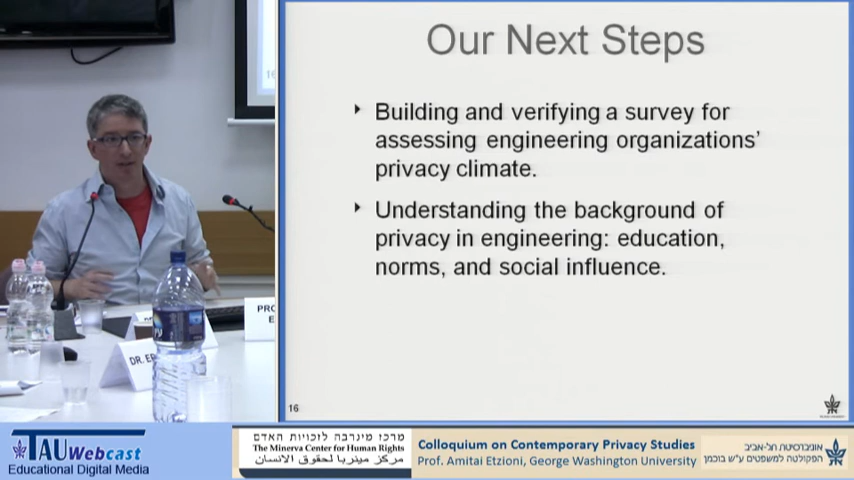 Our Next Steps
Building and verifying a survey for
assessing engineering organizations'
privacy climate.
Understanding the background of
privacy in engineering: education,
norms, and social influence.
16
PRO
E
DR. E
TAU Webcast
Educational Digital Media
מרכז מינרבה לזכויות האדם
The Minerva Center for Human Rights
مركز مينربا لحقوق الانسان
Colloquium on Contemporary Privacy Studies
Prof. Amitai Etzioni, George Washington University
אוניברסיטת תל-אביב
הפקולטה למשפטים ע"ש בוכמן